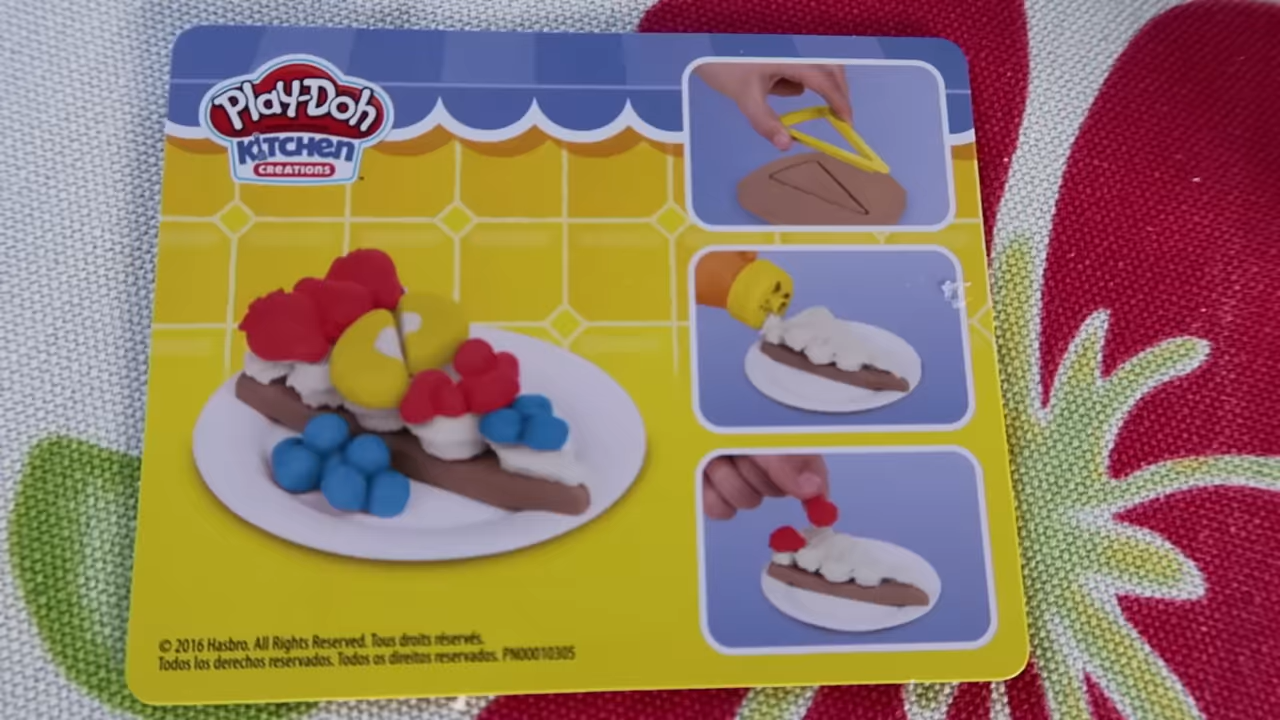 PLAY-DOH
KITCHEN
CREATIONS
™
© 2016 Hasbro. All Rights Reserved. Tous droits réservés.
Todos los derechos reservados. Todos os direitos reservados. PN00010305